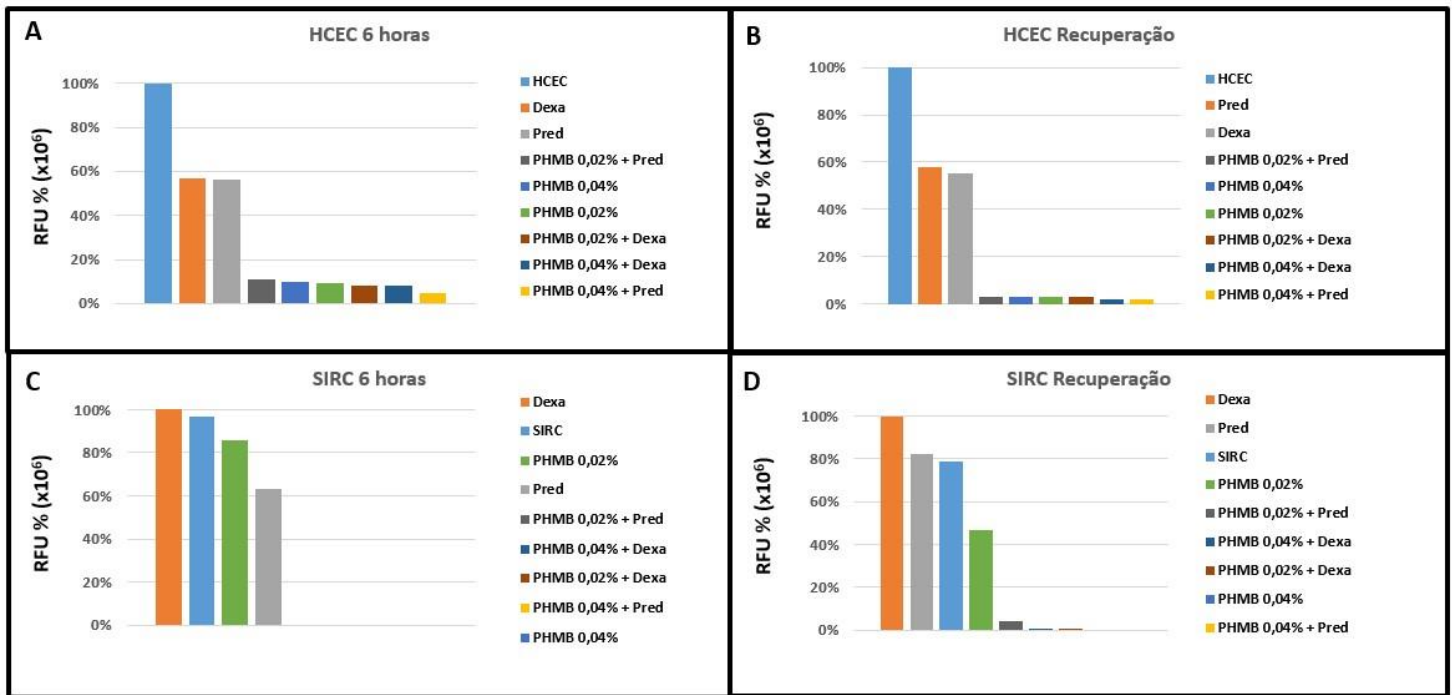 A
HCEC 6 horas
RFU % (x10⁶)
100%
80%
60%
40%
20%
0%
HCEC
Dexa
Pred
PHMB 0,02% + Pred
PHMB 0,04%
PHMB 0,02%
PHMB 0,02% + Dexa
PHMB 0,04% + Dexa
PHMB 0,04% + Pred
B
HCEC Recuperação
RFU % (x10⁶)
100%
80%
60%
40%
20%
0%
HCEC
Pred
Dexa
PHMB 0,02% + Pred
PHMB 0,04%
PHMB 0,02%
PHMB 0,02% + Dexa
PHMB 0,04% + Dexa
PHMB 0,04% + Pred
C
SIRC 6 horas
RFU % (x10⁶)
100%
80%
60%
40%
20%
0%
Dexa
SIRC
PHMB 0,02%
Pred
PHMB 0,02% + Pred
PHMB 0,04% + Dexa
PHMB 0,02% + Dexa
PHMB 0,04% + Pred
PHMB 0,04%
D
SIRC Recuperação
RFU % (x10⁶)
100%
80%
60%
40%
20%
0%
Dexa
Pred
SIRC
PHMB 0,02%
PHMB 0,02% + Pred
PHMB 0,04% + Dexa
PHMB 0,02% + Dexa
PHMB 0,04%
PHMB 0,04% + Pred